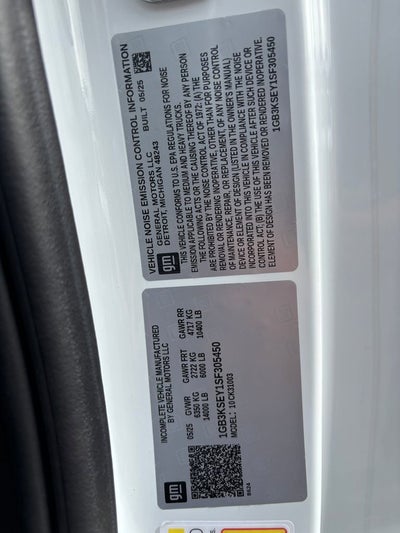 VEHICLE NOISE EMISSION CONTROL INFORMATION
BUILT 05/25
gm
GENERAL MOTORS LLC
DETROIT, MICHIGAN 48243
THIS VEHICLE CONFORMS TO U.S. EPA REGULATIONS FOR NOISE
EMISSION APPLICABLE TO MEDIUM AND HEAVY TRUCKS.
THE FOLLOWING ACTS OR THE CAUSING THEREOF BY ANY PERSON
ARE PROHIBITED BY THE NOISE CONTROL ACT OF 1972: (A) THE
REMOVAL OR RENDERING INOPERATIVE, OTHER THAN FOR PURPOSES
OF MAINTENANCE, REPAIR, OR REPLACEMENT, OF ANY NOISE CONTROL
DEVICE OR ELEMENT OF DESIGN (LISTED IN THE OWNER'S MANUAL)
INCORPORATED INTO THIS VEHICLE IN COMPLIANCE WITH THE NOISE
CONTROL ACT; (B) THE USE OF THIS VEHICLE AFTER SUCH DEVICE OR
ELEMENT OF DESIGN HAS BEEN REMOVED OR RENDERED INOPERATIVE.
1GB3KSEY1SF305450
gm
INCOMPLETE VEHICLE MANUFACTURED
BY GENERAL MOTORS LLC
05/25 GVWR GAWR FRT GAWR RR
6350 KG 2722 KG 4717 KG
14000 LB 6000 LB 10400 LB
1GB3KSEY1SF305450
MODEL: 10CK31003